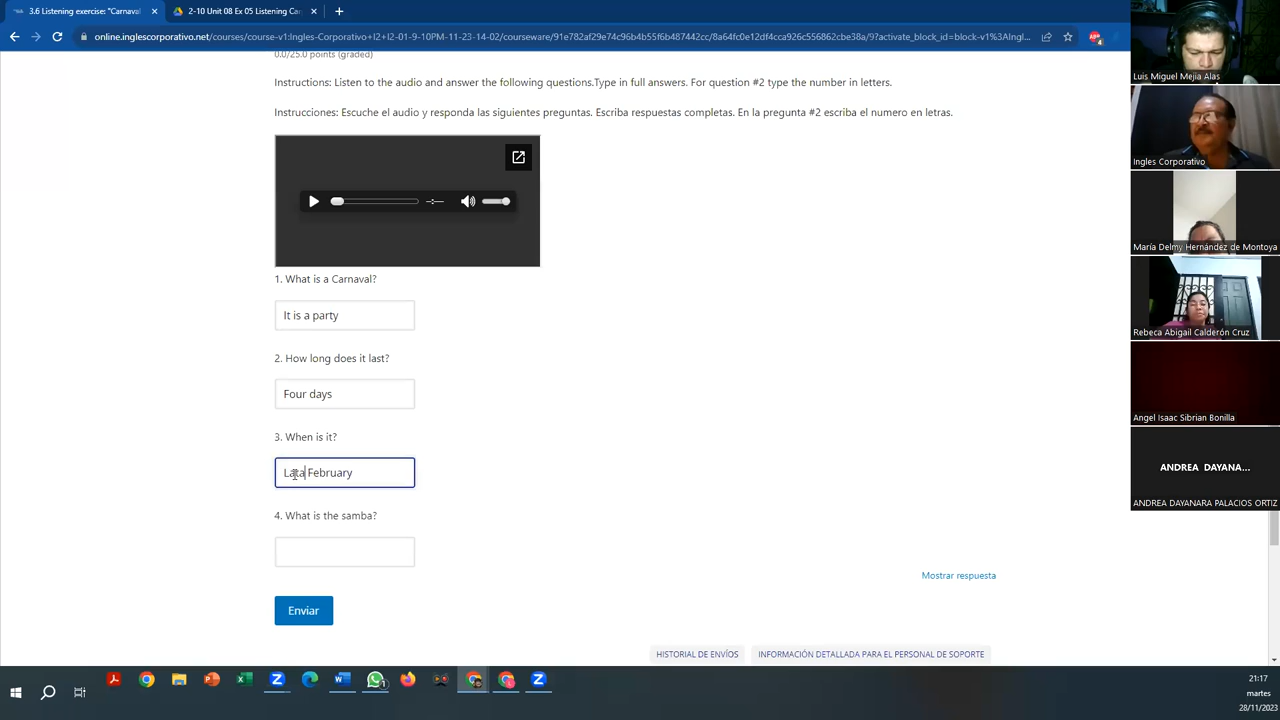 3.6 Listening exercise: "Carnaval
2-10 Unit 08 Ex 05 Listening Car
online.inglescorporativo.net/courses/course-v1:Ingles-Corporativo+I2+I2-01-9-10PM-11-23-14-02/courseware/91e782af29e74c96b4b55f6b487442cc/8a64fc0e12df4cca926c556862cbe38a/9?activate_block_id=block-v1%3AIngl...
0.0/25.0 points (graded)
Instructions: Listen to the audio and answer the following questions.Type in full answers. For question #2 type the number in letters.
Instrucciones: Escuche el audio y responda las siguientes preguntas. Escriba respuestas completas. En la pregunta #2 escriba el numero en letras.
-:--
1. What is a Carnaval?
It is a party
2. How long does it last?
Four days
3. When is it?
Lata February
4. What is the samba?
Mostrar respuesta
Enviar
HISTORIAL DE ENVÍOS
INFORMACIÓN DETALLADA PARA EL PERSONAL DE SOPORTE
Luis Miguel Mejia Alas
Ingles Corporativo
María Delmy Hernández de Montoya
Rebeca Abigail Calderón Cruz
Angel Isaac Sibrian Bonilla
ANDREA DAYANA...
ANDREA DAYANARA PALACIOS ORTIZ
21:17
martes
28/11/2023